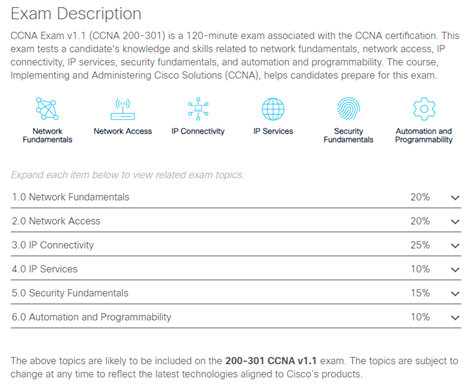 Exam Description
CCNA Exam v1.1 (CCNA 200-301) is a 120-minute exam associated with the CCNA certification. This
exam tests a candidate's knowledge and skills related to network fundamentals, network access, IP
connectivity, IP services, security fundamentals, and automation and programmability. The course,
Implementing and Administering Cisco Solutions (CCNA), helps candidates prepare for this exam.
Network Fundamentals
Network Access
IP Connectivity
IP Services
Security Fundamentals
Automation and Programmability
Expand each item below to view related exam topics.
1.0 Network Fundamentals 20%
2.0 Network Access 20%
3.0 IP Connectivity 25%
4.0 IP Services 10%
5.0 Security Fundamentals 15%
6.0 Automation and Programmability 10%
The above topics are likely to be included on the 200-301 CCNA v1.1 exam. The topics are subject to
change at any time to reflect the latest technologies aligned to Cisco's products.